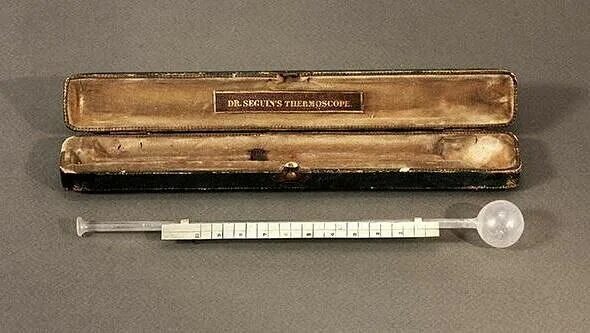 DR. SEGUIN'S THERMOSCOPE.